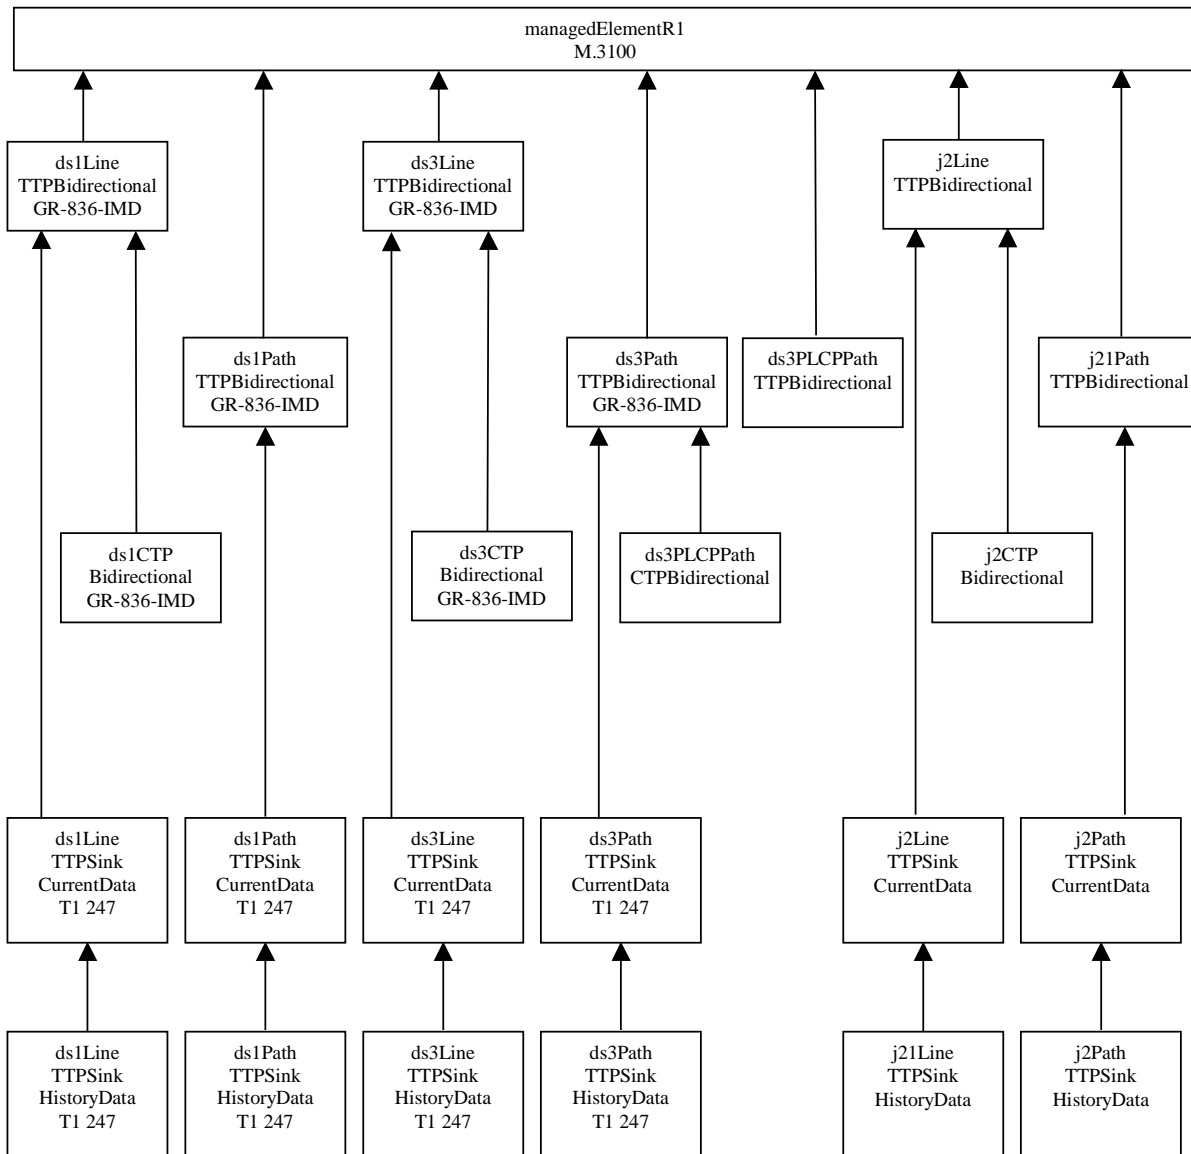 managedElementR1
M.3100
ds1Line
TTPBidirectional
GR-836-IMD
ds3Line
TTPBidirectional
GR-836-IMD
j2Line
TTPBidirectional
ds1Path
TTPBidirectional
GR-836-IMD
ds3Path
TTPBidirectional
GR-836-IMD
ds3PLCPPath
TTPBidirectional
j21Path
TTPBidirectional
ds1CTP
Bidirectional
GR-836-IMD
ds3CTP
Bidirectional
GR-836-IMD
ds3PLCPPath
CTPBidirectional
j2CTP
Bidirectional
ds1Line
TTPSink
CurrentData
T1 247
ds1Path
TTPSink
CurrentData
T1 247
ds3Line
TTPSink
CurrentData
T1 247
ds3Path
TTPSink
CurrentData
T1 247
j2Line
TTPSink
CurrentData
j2Path
TTPSink
CurrentData
ds1Line
TTPSink
HistoryData
T1 247
ds1Path
TTPSink
HistoryData
T1 247
ds3Line
TTPSink
HistoryData
T1 247
ds3Path
TTPSink
HistoryData
T1 247
j21Line
TTPSink
HistoryData
j2Path
TTPSink
HistoryData